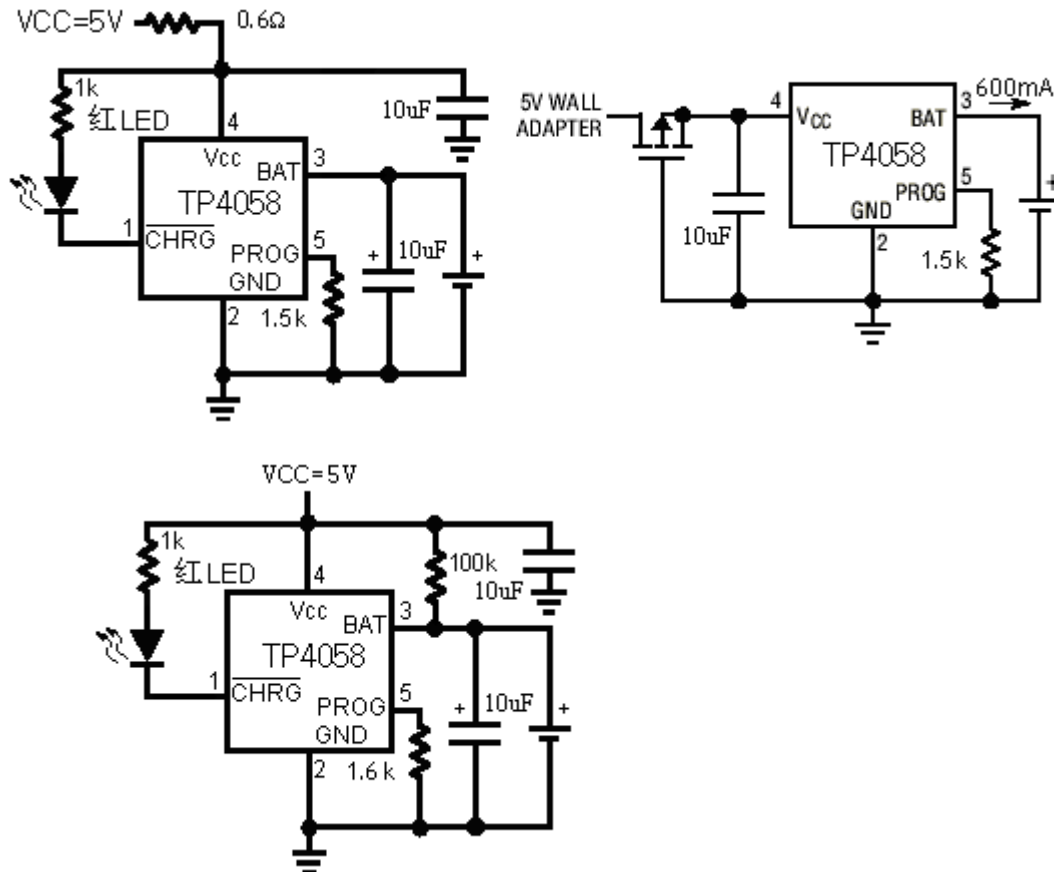 VCC=5V
0.6Ω
1k
红LED
10uF
4
Vcc
BAT
3
TP4058
1
CHRG
5
PROG
10uF
+
+
GND
2
1.5k
5V WALL
ADAPTER
4
VCC
600mA
3
BAT
TP4058
5
PROG
GND
10uF
2
1.5k
+
VCC=5V
1k
红LED
100k
10uF
4
Vcc
3
BAT
TP4058
1
CHRG
5
PROG
10uF
+
+
GND
2
1.6k